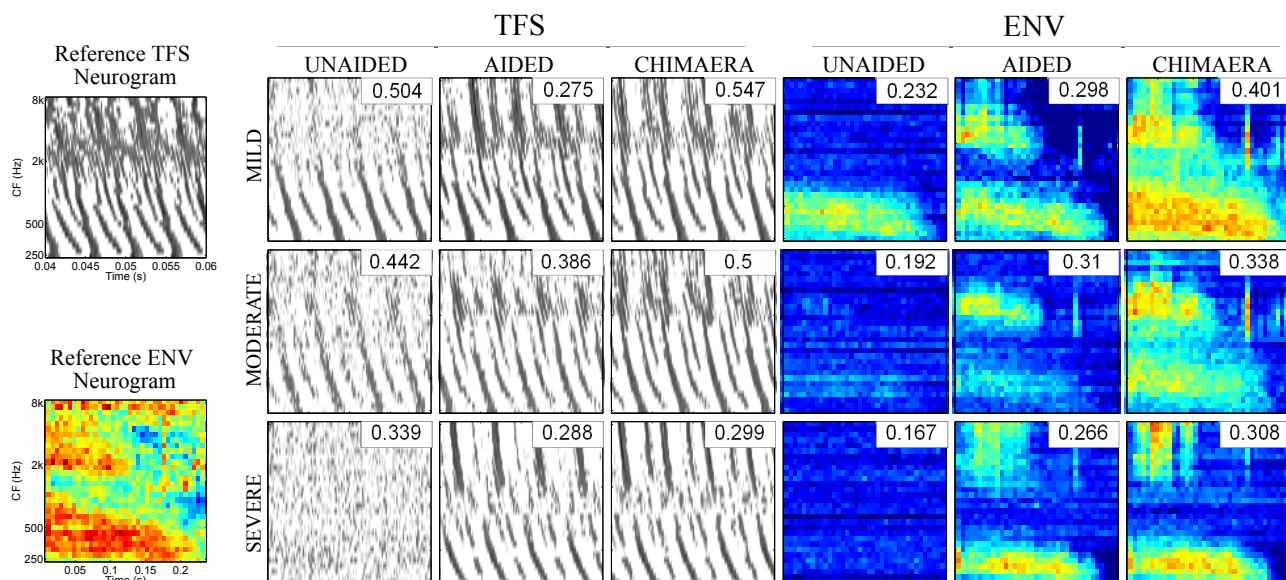 TFS
ENV
Reference TFS
Neurogram
UNAIDED
AIDED
CHIMAERA
UNAIDED
AIDED
CHIMAERA
8k
2k
500
250
CF (Hz)
0.04 0.045 0.05 0.055 0.06
Time (s)
MILD
0.504
0.275
0.547
0.232
0.298
0.401
MODERATE
0.442
0.386
0.5
0.192
0.31
0.338
Reference ENV
Neurogram
8k
2k
500
250
CF (Hz)
0.05 0.1 0.15 0.2
Time (s)
SEVERE
0.339
0.288
0.299
0.167
0.266
0.308